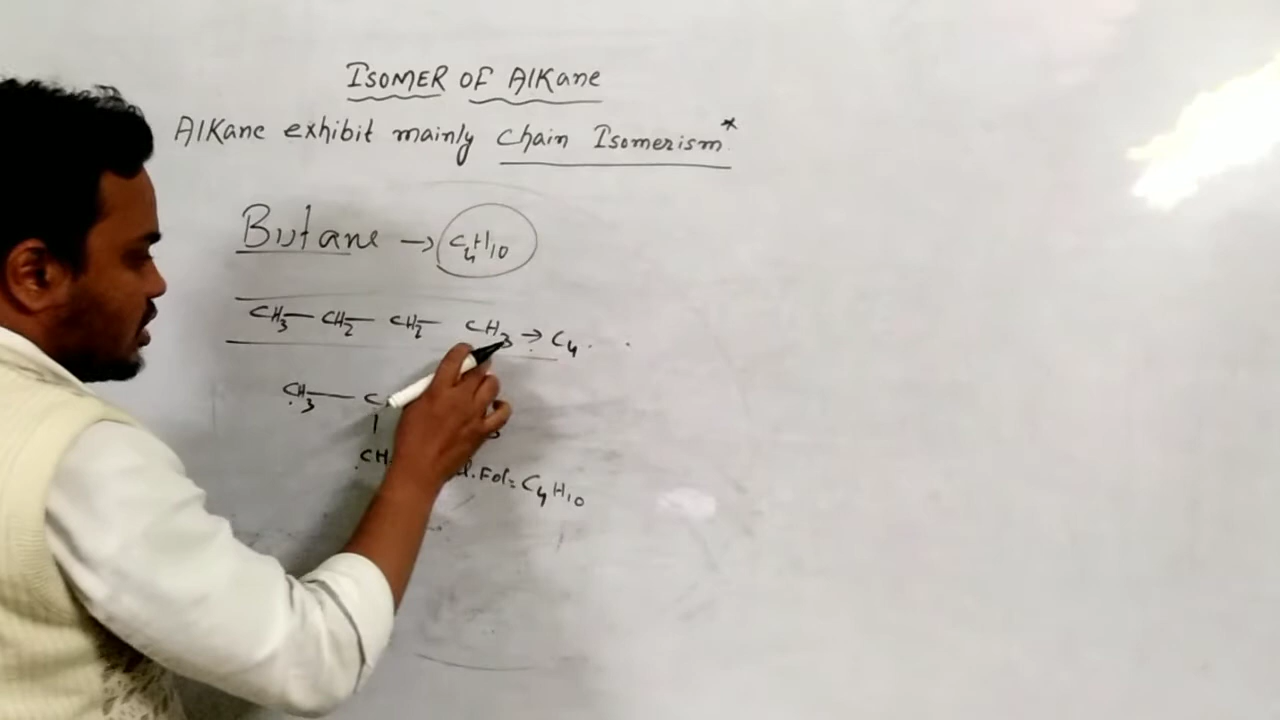 ISOMER OF AlKane
AlKane exhibit mainly Chain Isomerism*
Butane → C4H10
CH3— CH2— CH2— CH3 → C4
CH3— C
CH
Fol= C4H10